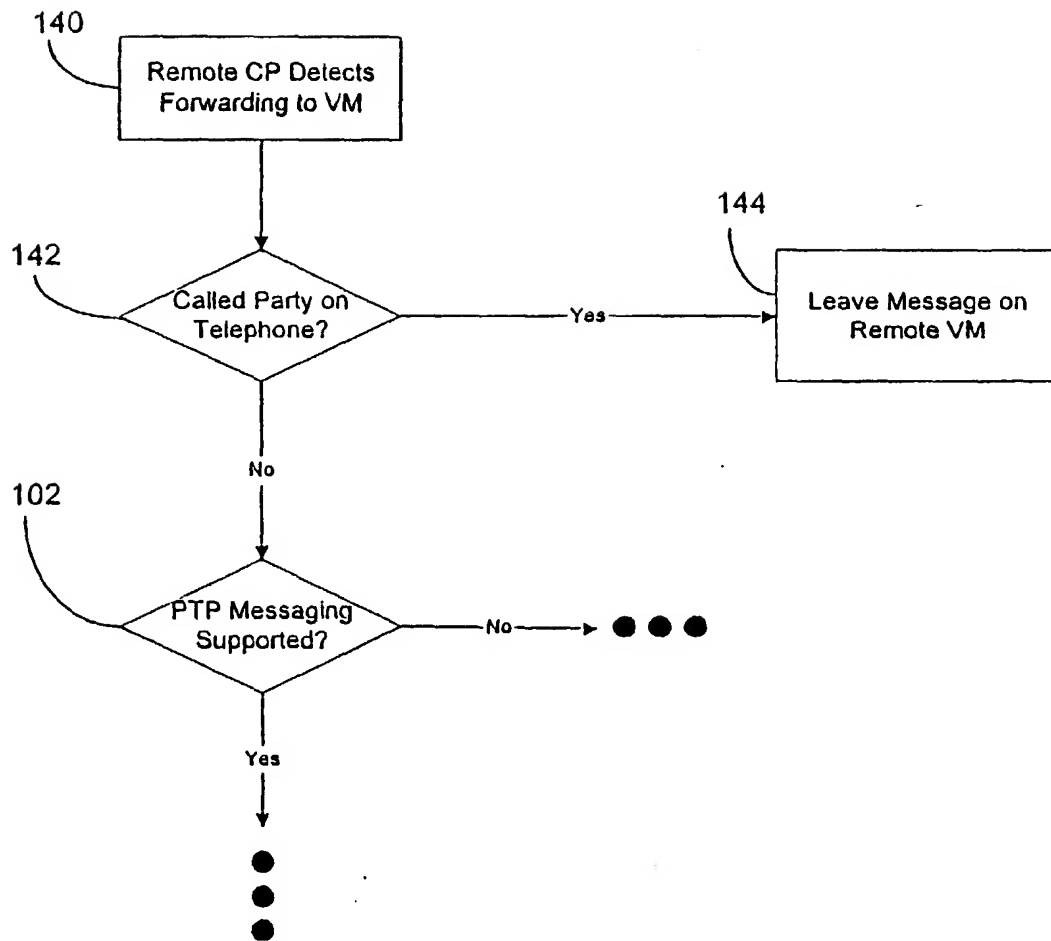 140
Remote CP Detects
Forwarding to VM
142
Called Party on
Telephone?
Yes
144
Leave Message on
Remote VM
No
102
PTP Messaging
Supported?
No
Yes